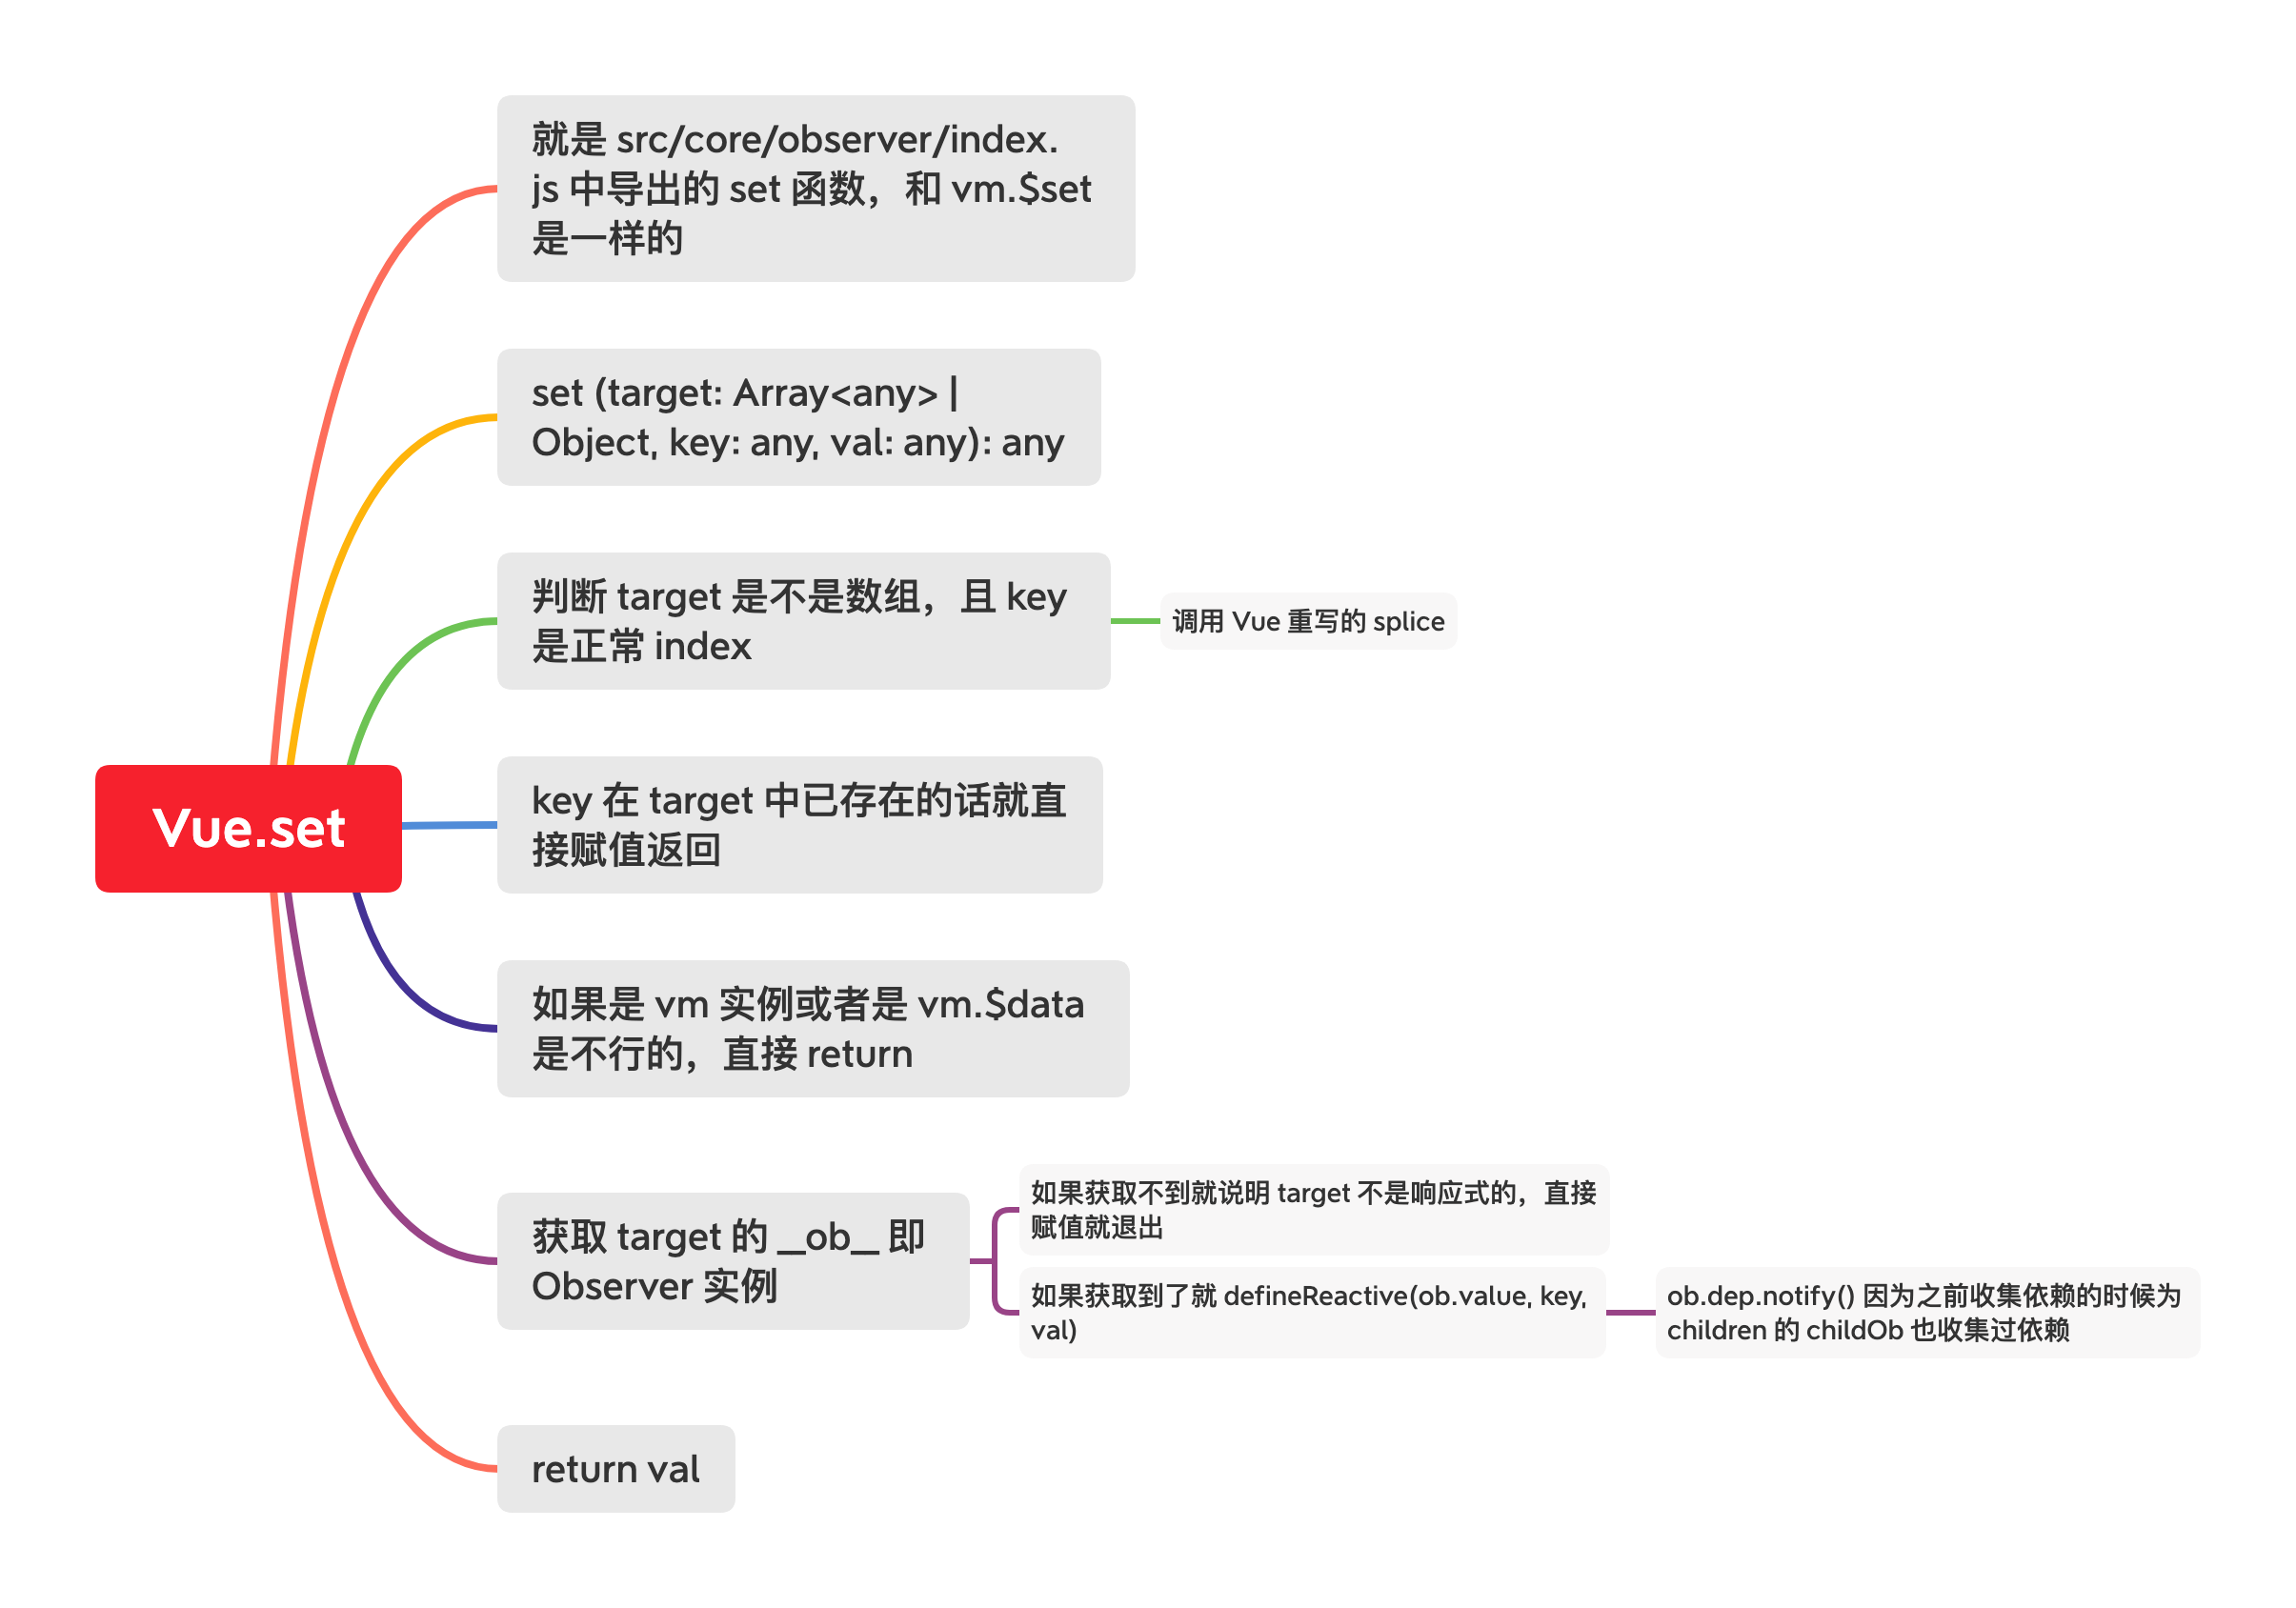 就是 src/core/observer/index.
js 中导出的 set 函数，和 vm.$set
是一样的
set (target: Array<any> |
Object, key: any, val: any): any
判断 target 是不是数组，且 key
是正常 index
调用 Vue 重写的 splice
Vue.set
key 在 target 中已存在的话就直
接赋值返回
如果是 vm 实例或者是 vm.$data
是不行的，直接 return
获取 target 的 __ob__ 即
Observer 实例
如果获取不到就说明 target 不是响应式的，直接
赋值就退出
如果获取到了就 defineReactive(ob.value, key,
val)
ob.dep.notify() 因为之前收集依赖的时候为
children 的 childOb 也收集过依赖
return val